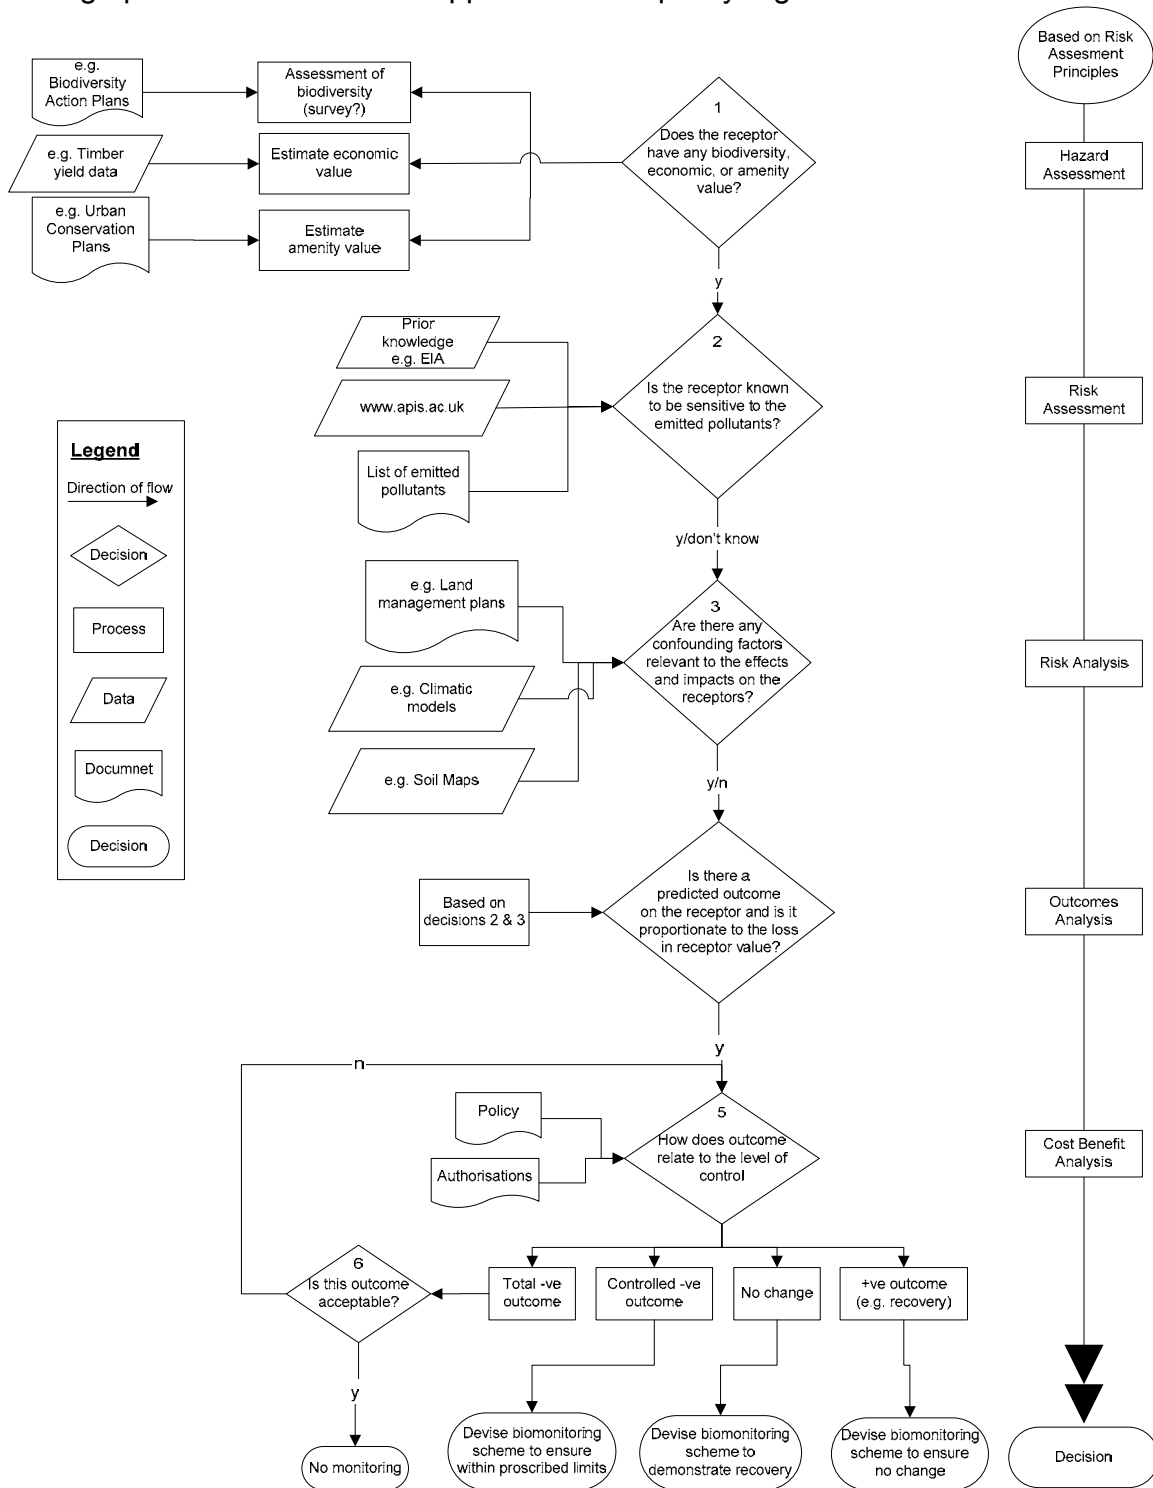 Based on Risk
Assesment
Principles
e.g.
Biodiversity
Action Plans
Assessment of
biodiversity
(survey?)
1
Does the receptor
have any biodiversity,
economic, or amenity
value?
e.g. Timber
yield data
Estimate economic
value
Hazard
Assessment
e.g. Urban
Conservation
Plans
Estimate
amenity value
y
Prior
knowledge
e.g. EIA
2
Is the receptor known
to be sensitive to the
emitted pollutants?
www.apis.ac.uk
Risk
Assessment
List of emitted
pollutants
Legend
Direction of flow
Decision
Process
Data
Documnet
Decision
y/don't know
e.g. Land
management plans
3
Are there any
confounding factors
relevant to the effects
and impacts on the
receptors?
Risk Analysis
e.g. Climatic
models
e.g. Soil Maps
y/n
Is there a
predicted outcome
on the receptor and is it
proportionate to the loss
in receptor value?
Based on
decisions 2 & 3
Outcomes
Analysis
y
n
Policy
5
How does outcome
relate to the level of
control
Authorisations
Cost Benefit
Analysis
6
Is this outcome
acceptable?
Total -ve
outcome
Controlled -ve
outcome
No change
+ve outcome
(e.g. recovery)
y
No monitoring
Devise biomonitoring
scheme to ensure
within proscribed limits
Devise biomonitoring
scheme to
demonstrate recovery
Devise biomonitoring
scheme to ensure
no change
Decision